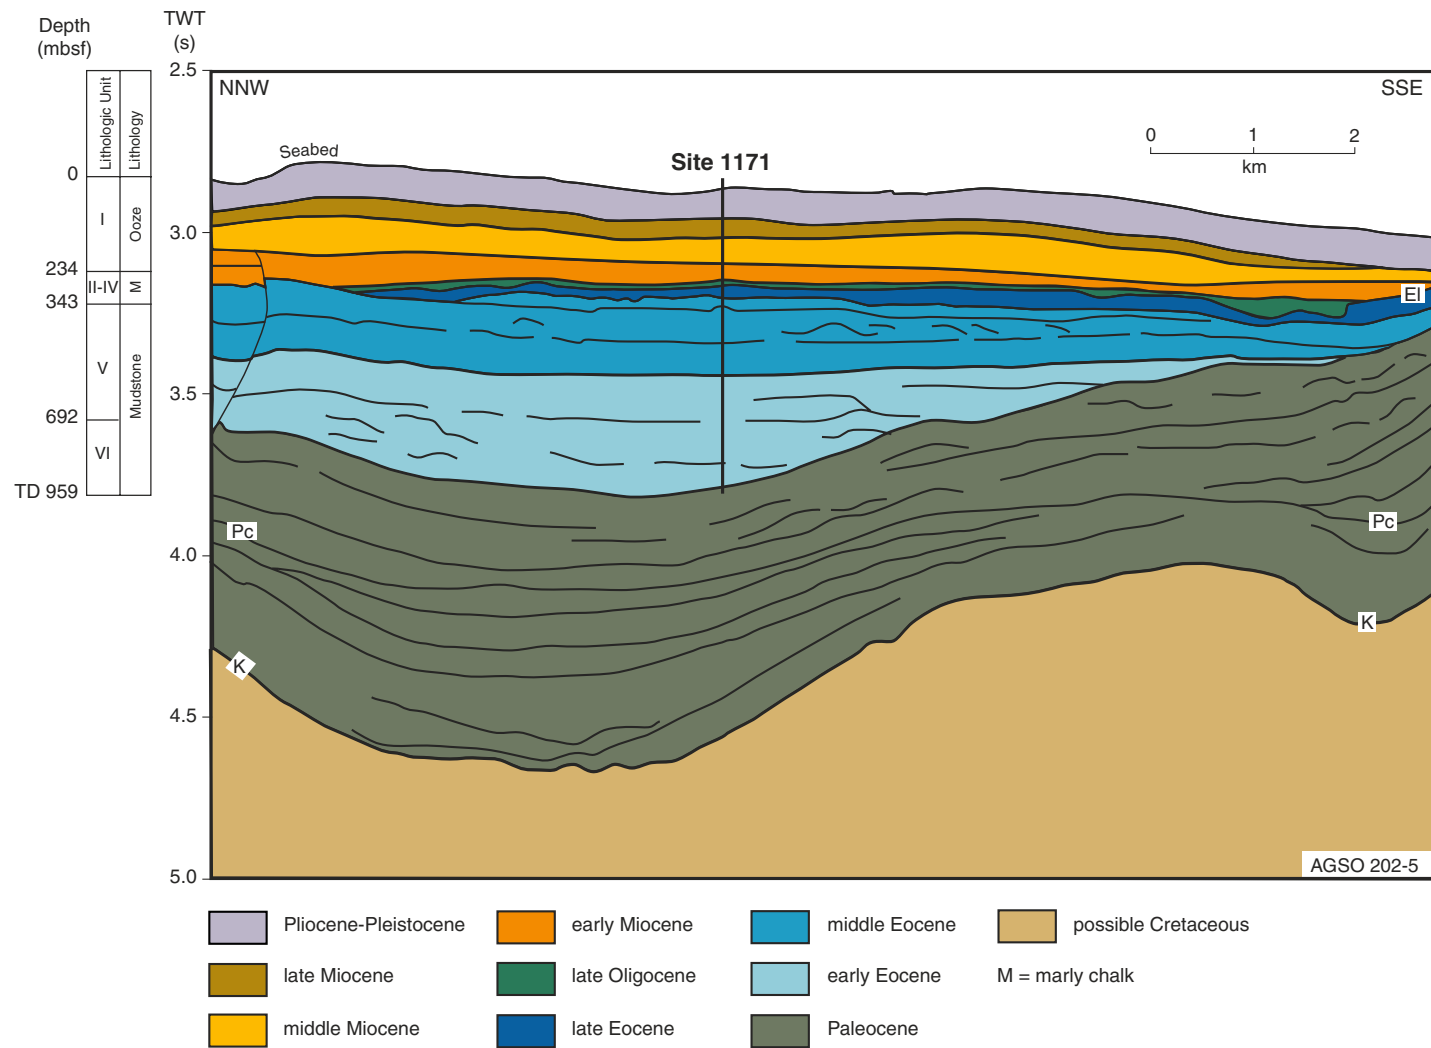 Depth
(mbsf)
TWT
(s)
Lithologic Unit
Lithology
2.5
NNW
SSE
0
1
2
km
Seabed
Site 1171
0
I
Ooze
3.0
234
II-IV
M
343
El
V
Mudstone
3.5
692
VI
TD 959
Pc
Pc
4.0
K
K
4.5
5.0
AGSO 202-5
Pliocene-Pleistocene
early Miocene
middle Eocene
possible Cretaceous
late Miocene
late Oligocene
early Eocene
M = marly chalk
middle Miocene
late Eocene
Paleocene